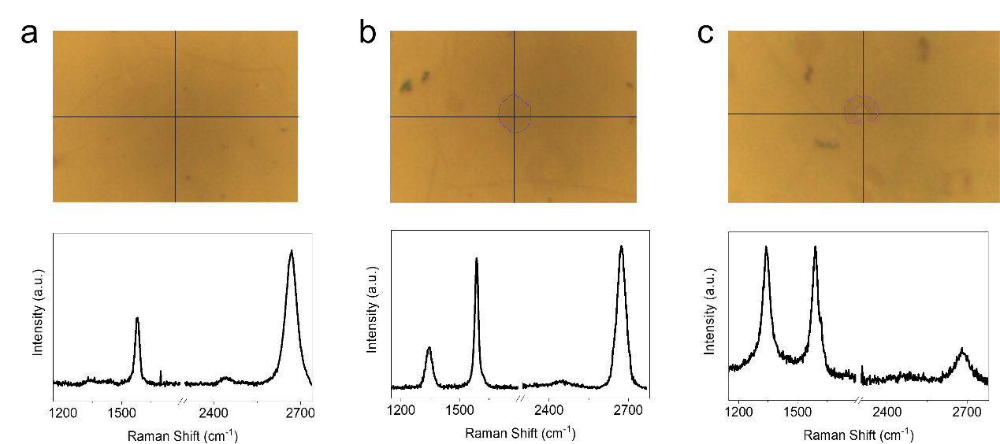 a
b
c
Intensity (a.u.)
1200
1500
2400
2700
Raman Shift (cm-1)
Intensity (a.u.)
1200
1500
2400
2700
Raman Shift (cm-1)
Intensity (a.u.)
1200
1500
2400
2700
Raman Shift (cm-1)